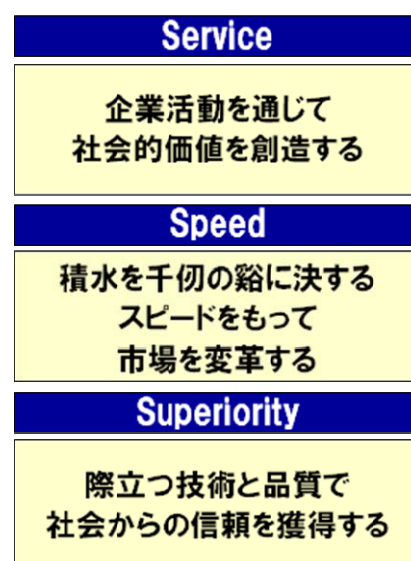 Service
企業活動を通じて
社会的価値を創造する
Speed
積水を千仞の谿に決する
スピードをもって
市場を変革する
Superiority
際立つ技術と品質で
社会からの信頼を獲得する